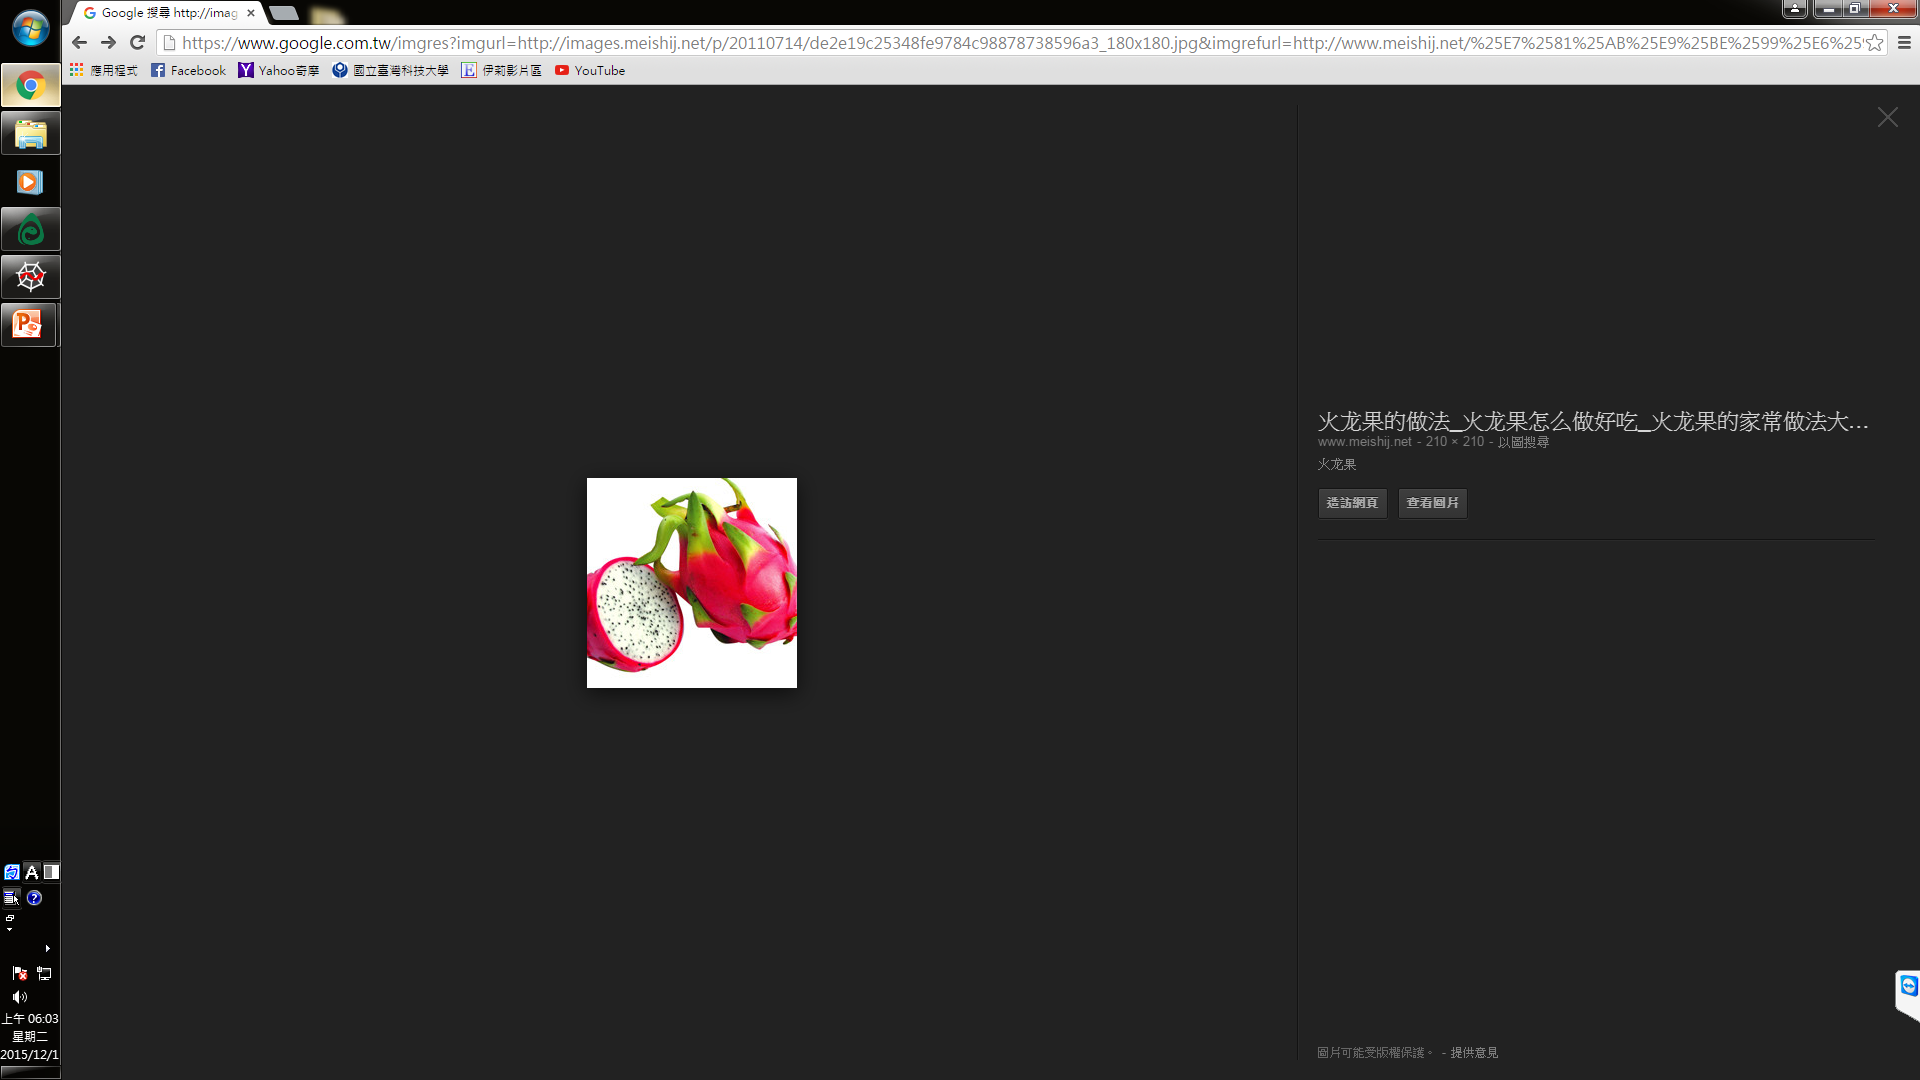 Google 搜尋 http://imag
https://www.google.com.tw/imgres?imgurl=http://images.meishij.net/p/20110714/de2e19c25348fe9784c98878738596a3_180x180.jpg&imgrefurl=http://www.meishij.net/%25E7%2581%25AB%25E9%25BE%2599%25E6%25
應用程式 Facebook Yahoo奇摩 國立臺灣科技大學 伊莉影片區 YouTube
火龙果的做法_火龙果怎么做好吃_火龙果的家常做法大...
www.meishij.net - 210 × 210 - 以圖搜尋
火龙果
造訪網頁 查看圖片
圖片可能受版權保護。 - 提供意見
上午 06:03
星期二
2015/12/1